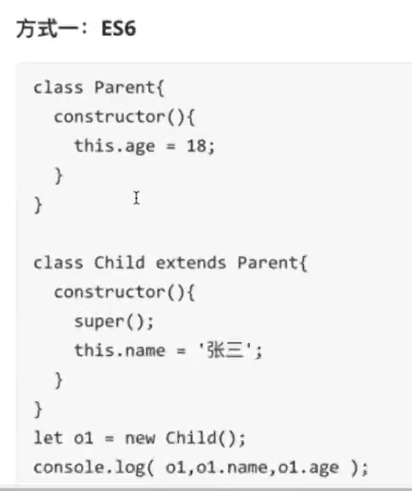 方式一：ES6
class Parent{
  constructor(){
    this.age = 18;
  }
}
class Child extends Parent{
  constructor(){
    super();
    this.name = '张三';
  }
}
let o1 = new Child();
console.log( o1,o1.name,o1.age );